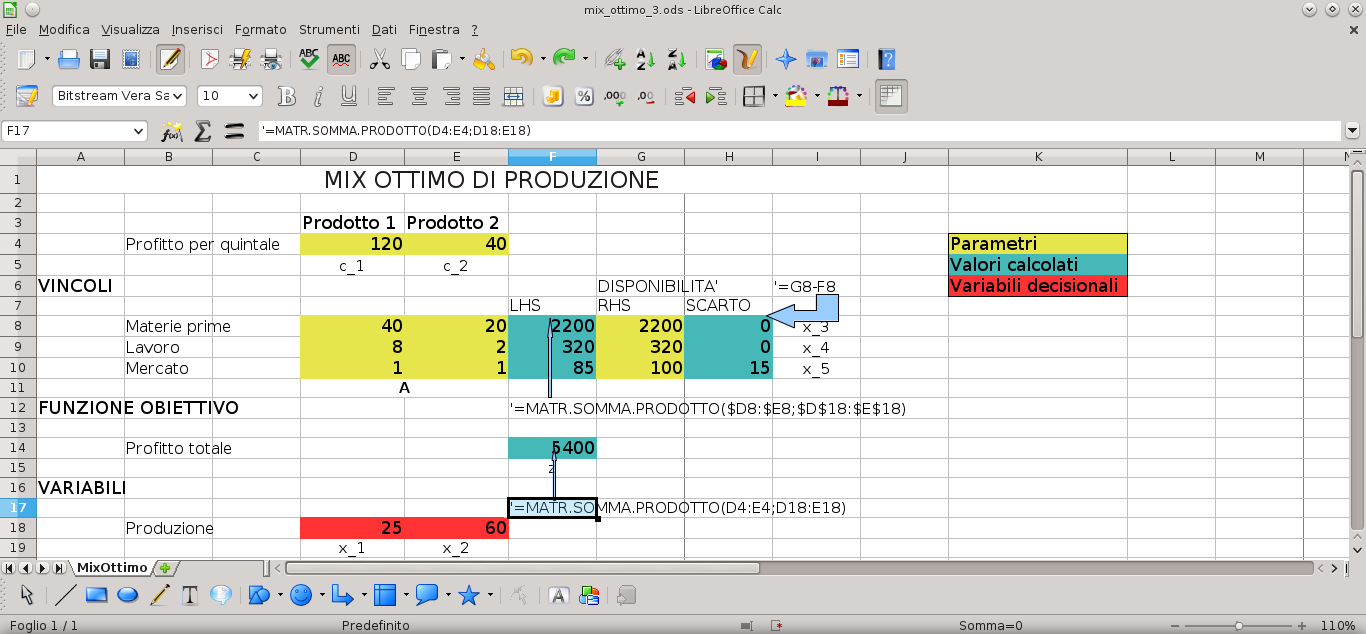 mix_ottimo_3.ods - LibreOffice Calc
File Modifica Visualizza Inserisci Formato Strumenti Dati Finestra ?
ABC ABC
Bitstream Vera Sa 10
F17 '=MATR.SOMMA.PRODOTTO(D4:E4;D18:E18)
A B C D E F G H I J K L M N
1 MIX OTTIMO DI PRODUZIONE
2
3 Prodotto 1 Prodotto 2
4 Profitto per quintale 120 40 Parametri
5 c_1 c_2 Valori calcolati
6 VINCOLI DISPONIBILITA' '=G8-F8 Variabili decisionali
7 LHS RHS SCARTO
8 Materie prime 40 20 2200 2200 0 x_3
9 Lavoro 8 2 320 320 0 x_4
10 Mercato 1 1 85 100 15 x_5
11 A
12 FUNZIONE OBIETTIVO '=MATR.SOMMA.PRODOTTO($D8:$E8;$D$18:$E$18)
13
14 Profitto totale 5400
15 z
16 VARIABILI
17 '=MATR.SOMMA.PRODOTTO(D4:E4;D18:E18)
18 Produzione 25 60
19 x_1 x_2
MixOttimo
Foglio 1 / 1 Predefinito Somma=0 110%